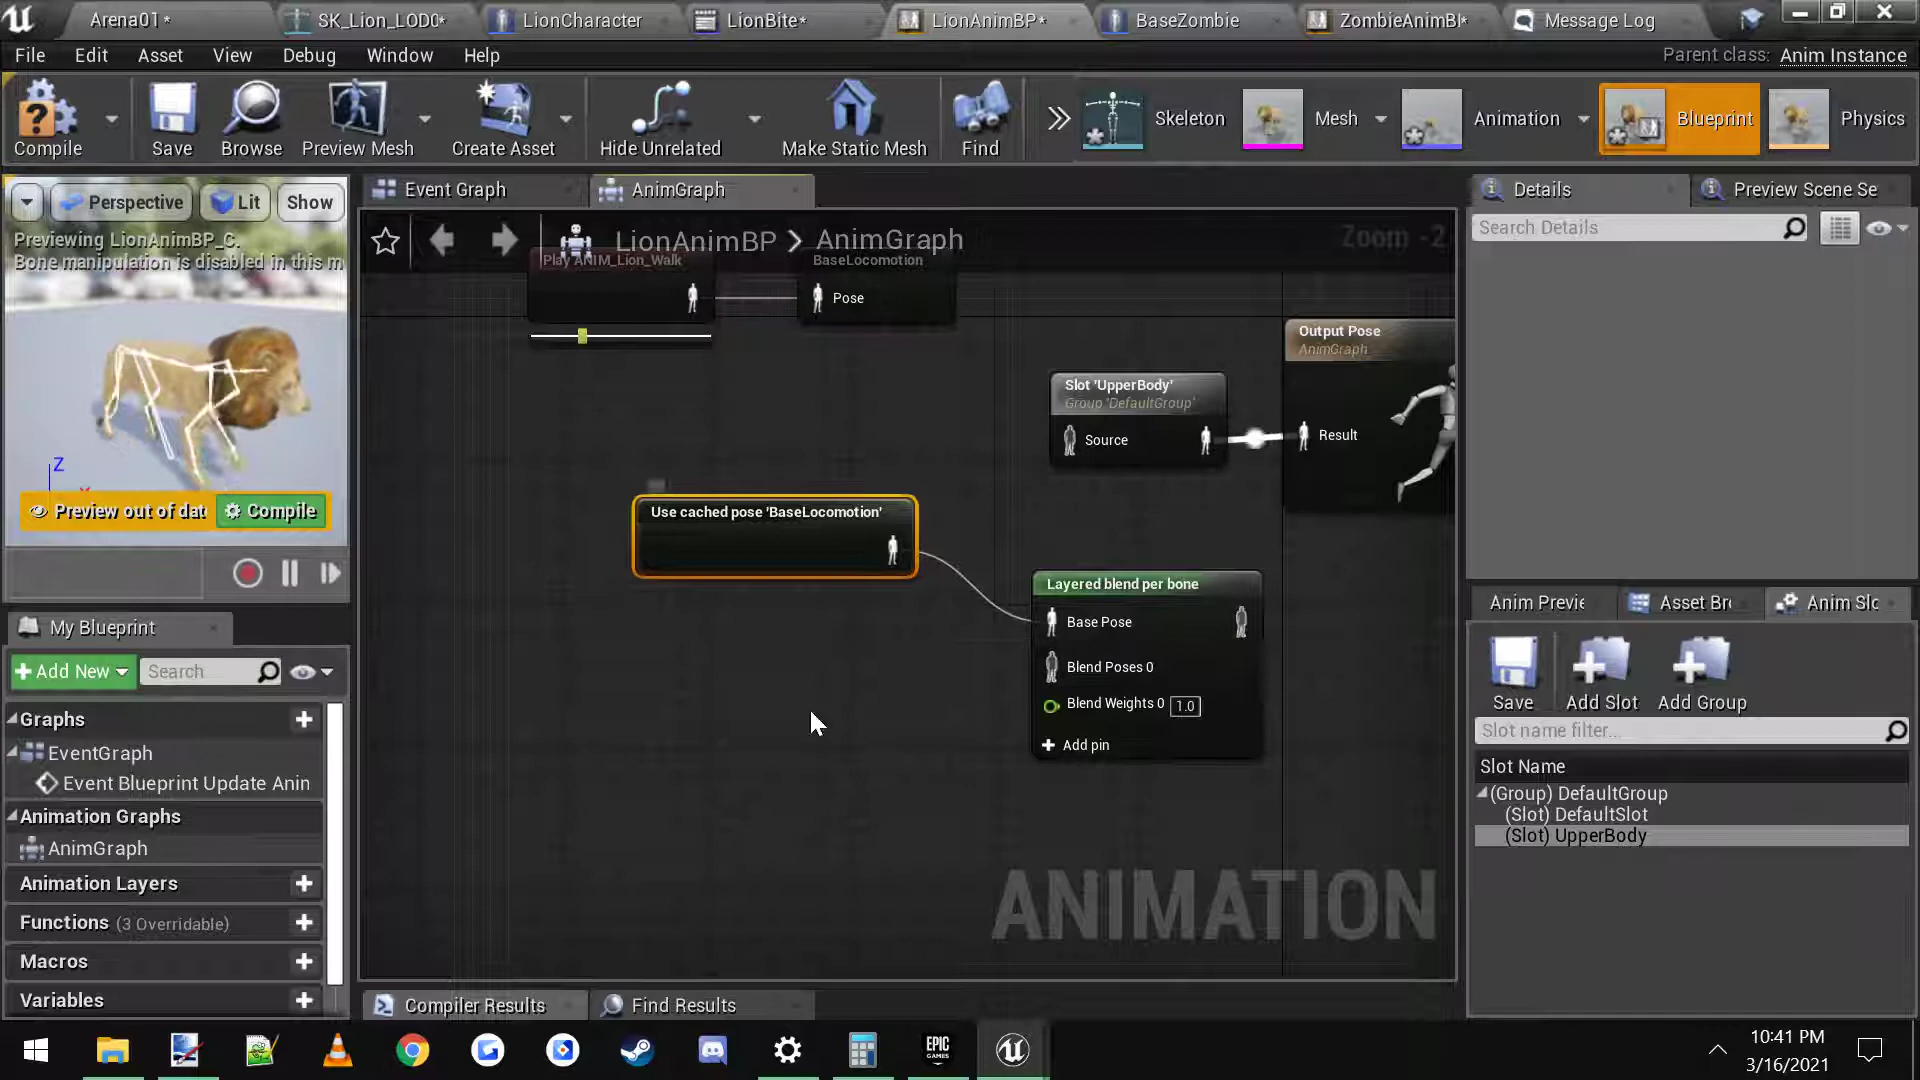 Arena01*
SK_Lion_LOD0*
LionCharacter
LionBite*
LionAnimBP*
BaseZombie
ZombieAnimBI*
Message Log
File Edit Asset View Debug Window Help
Parent class: Anim Instance
Compile
Save
Browse
Preview Mesh
Create Asset
Hide Unrelated
Make Static Mesh
Find
Skeleton
Mesh
Animation
Blueprint
Physics
Perspective
Lit
Show
Previewing LionAnimBP_C.
Bone manipulation is disabled in this m
Z
Preview out of dat
Compile
Event Graph
AnimGraph
LionAnimBP > AnimGraph
Zoom -2
Play ANIM_Lion_Walk
BaseLocomotion
Pose
Output Pose
AnimGraph
Result
Slot 'UpperBody'
Group 'DefaultGroup'
Source
Use cached pose 'BaseLocomotion'
Layered blend per bone
Base Pose
Blend Poses 0
Blend Weights 0 1.0
Add pin
ANIMATION
Details
Preview Scene Se
Search Details
Anim Previe
Asset Br
Anim Slc
Save
Add Slot
Add Group
Slot name filter...
Slot Name
(Group) DefaultGroup
(Slot) DefaultSlot
(Slot) UpperBody
My Blueprint
Add New
Search
Graphs
EventGraph
Event Blueprint Update Anin
Animation Graphs
AnimGraph
Animation Layers
Functions (3 Overridable)
Macros
Variables
Compiler Results
Find Results
EPIC
GAMES
10:41 PM
3/16/2021